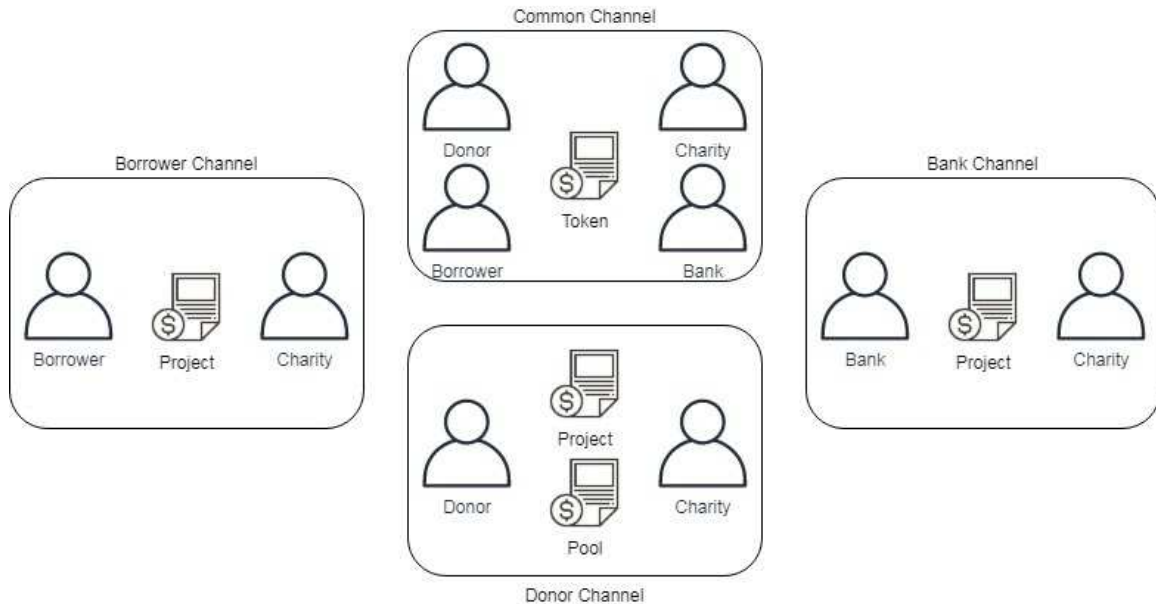 Common Channel
Donor
Charity
Token
Borrower
Bank
Borrower Channel
Borrower
Project
Charity
Bank Channel
Bank
Project
Charity
Project
Donor
Charity
Pool
Donor Channel